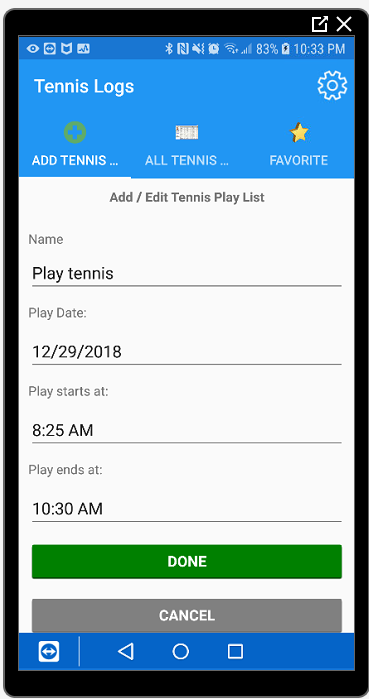 83% 10:33 PM
Tennis Logs
ADD TENNIS ...
ALL TENNIS ...
FAVORITE
Add / Edit Tennis Play List
Name
Play tennis
Play Date:
12/29/2018
Play starts at:
8:25 AM
Play ends at:
10:30 AM
DONE
CANCEL